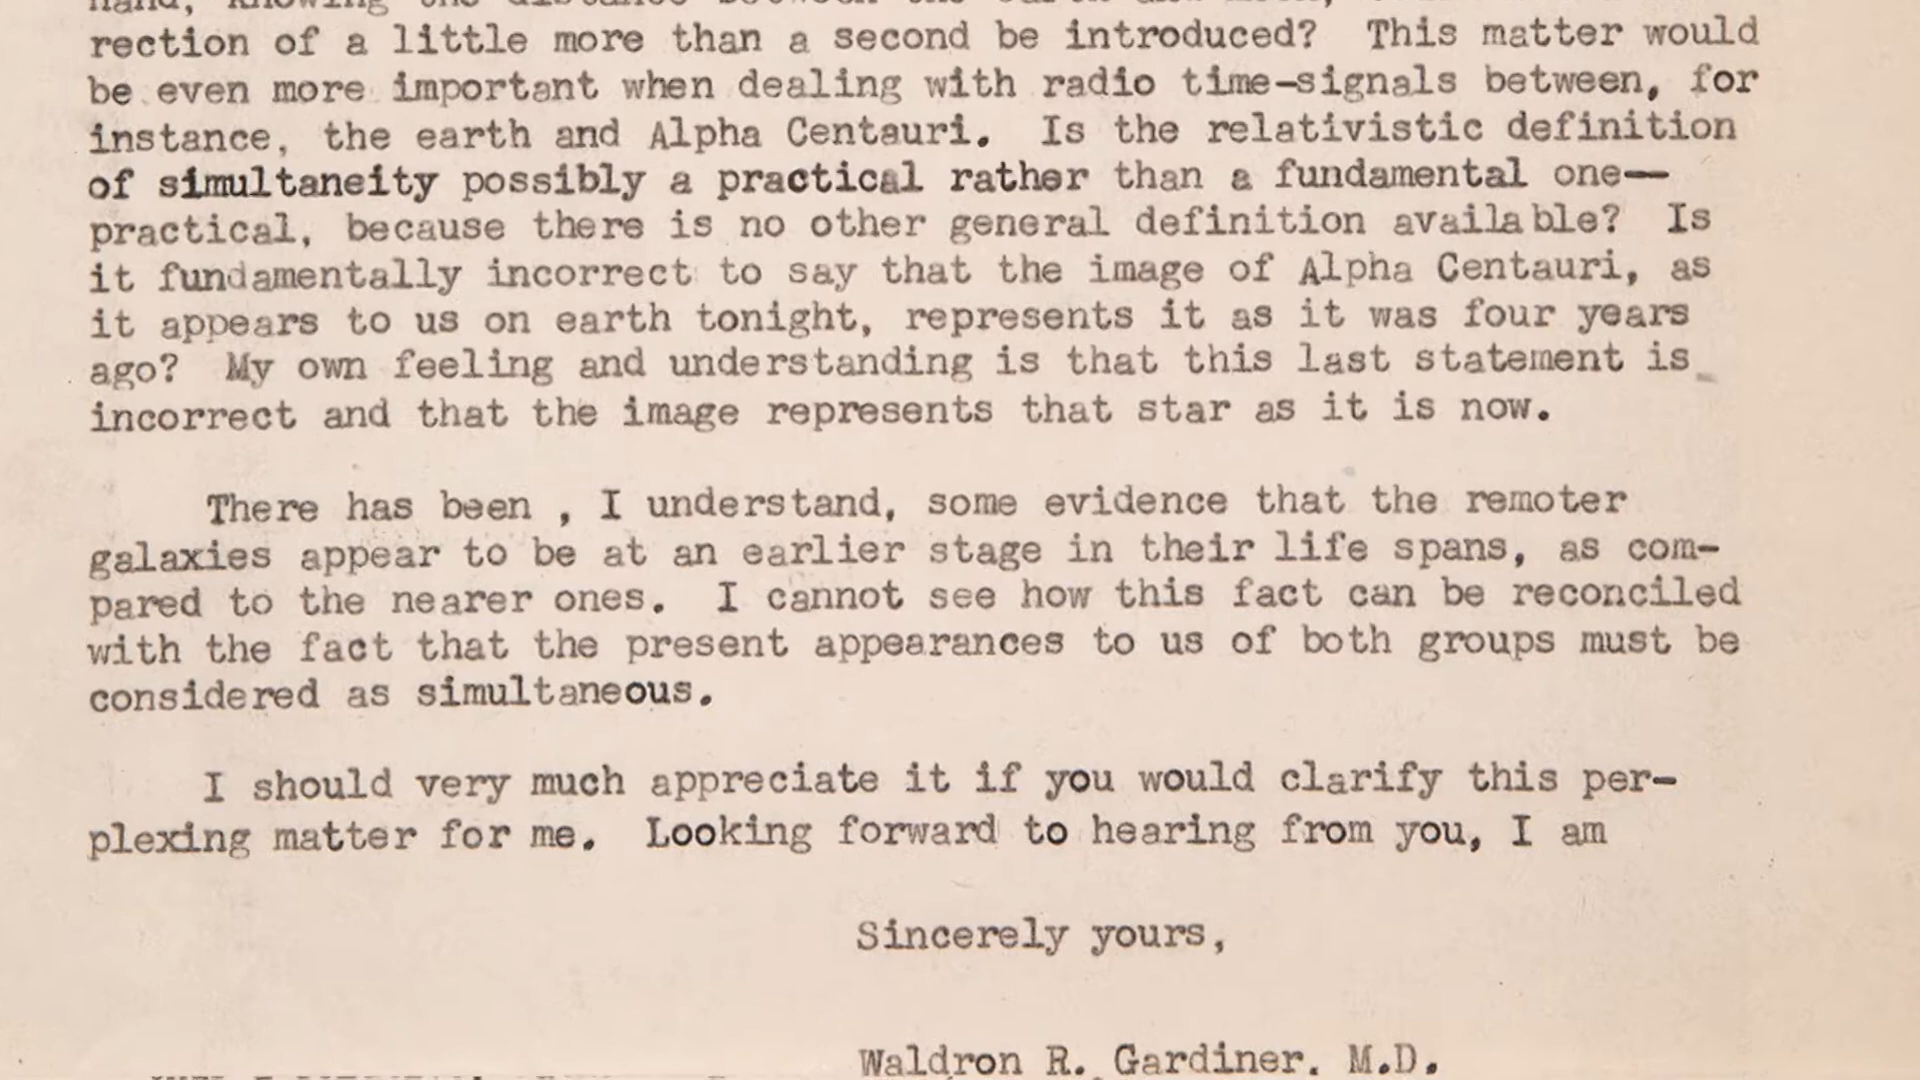 rection of a little more than a second be introduced? This matter would
be even more important when dealing with radio time-signals between, for
instance, the earth and Alpha Centauri. Is the relativistic definition
of simultaneity possibly a practical rather than a fundamental one—
practical, because there is no other general definition available? Is
it fundamentally incorrect to say that the image of Alpha Centauri, as
it appears to us on earth tonight, represents it as it was four years
ago? My own feeling and understanding is that this last statement is
incorrect and that the image represents that star as it is now.
There has been , I understand, some evidence that the remoter
galaxies appear to be at an earlier stage in their life spans, as com-
pared to the nearer ones. I cannot see how this fact can be reconciled
with the fact that the present appearances to us of both groups must be
considered as simultaneous.
I should very much appreciate it if you would clarify this per-
plexing matter for me. Looking forward to hearing from you, I am
Sincerely yours,
Waldron R. Gardiner, M.D.